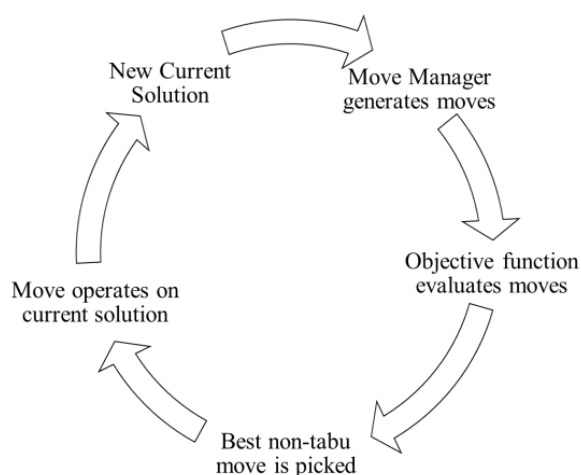 New Current
Solution
Move Manager
generates moves
Objective function
evaluates moves
Best non-tabu
move is picked
Move operates on
current solution